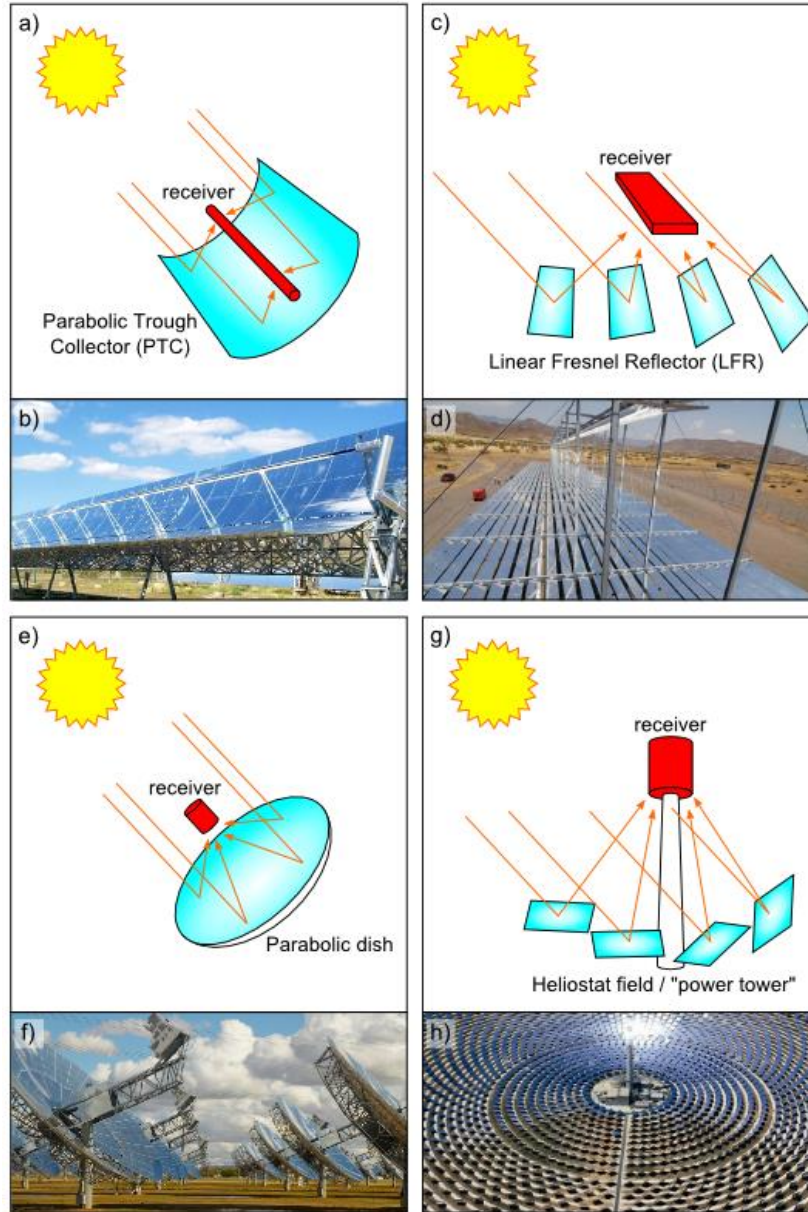 a)
receiver
Parabolic Trough
Collector (PTC)
b)
c)
receiver
Linear Fresnel Reflector (LFR)
d)
e)
receiver
Parabolic dish
f)
g)
receiver
Heliostat field / "power tower"
h)